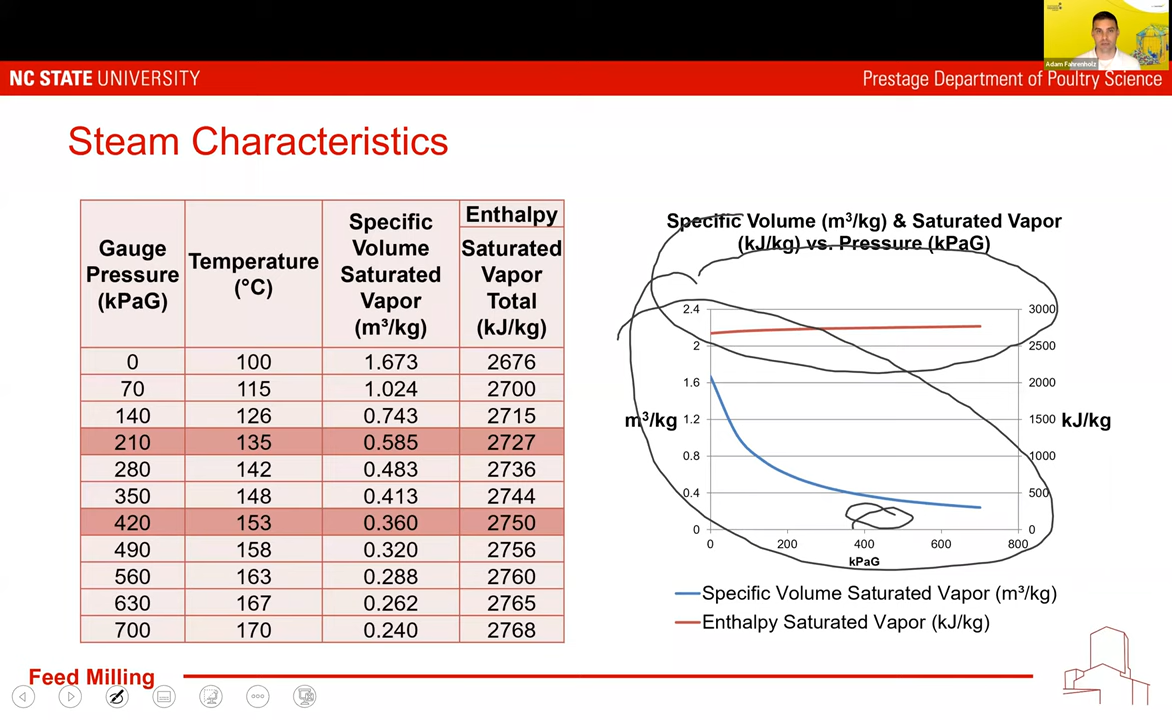 Adam Fahrenholz
NC STATE UNIVERSITY
Prestage Department of Poultry Science
Steam Characteristics
Gauge Pressure (kPaG)
Temperature (°C)
Specific Volume Saturated Vapor (m³/kg)
Enthalpy
Saturated Vapor Total (kJ/kg)
0 100 1.673 2676
70 115 1.024 2700
140 126 0.743 2715
210 135 0.585 2727
280 142 0.483 2736
350 148 0.413 2744
420 153 0.360 2750
490 158 0.320 2756
560 163 0.288 2760
630 167 0.262 2765
700 170 0.240 2768
Specific Volume (m³/kg) & Saturated Vapor
(kJ/kg) vs. Pressure (kPaG)
2.4 3000
2 2500
1.6 2000
m³/kg 1.2 1500 kJ/kg
0.8 1000
0.4 500
0 0
0 200 400 600 800
kPaG
Specific Volume Saturated Vapor (m³/kg)
Enthalpy Saturated Vapor (kJ/kg)
Feed Milling